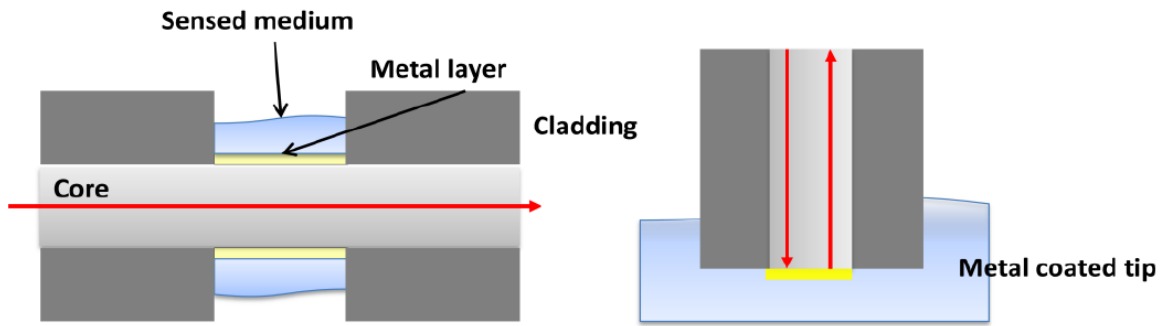 Sensed medium
Metal layer
Cladding
Core
Metal coated tip